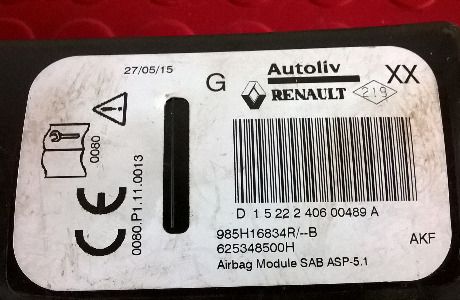 27/05/15
G
Autoliv
XX
RENAULT
219
0080
0080.P1.11.0013
CE
D 1 5 22 2 406 00489 A
985H16834R/--B
625348500H
AKF
Airbag Module SAB ASP-5.1